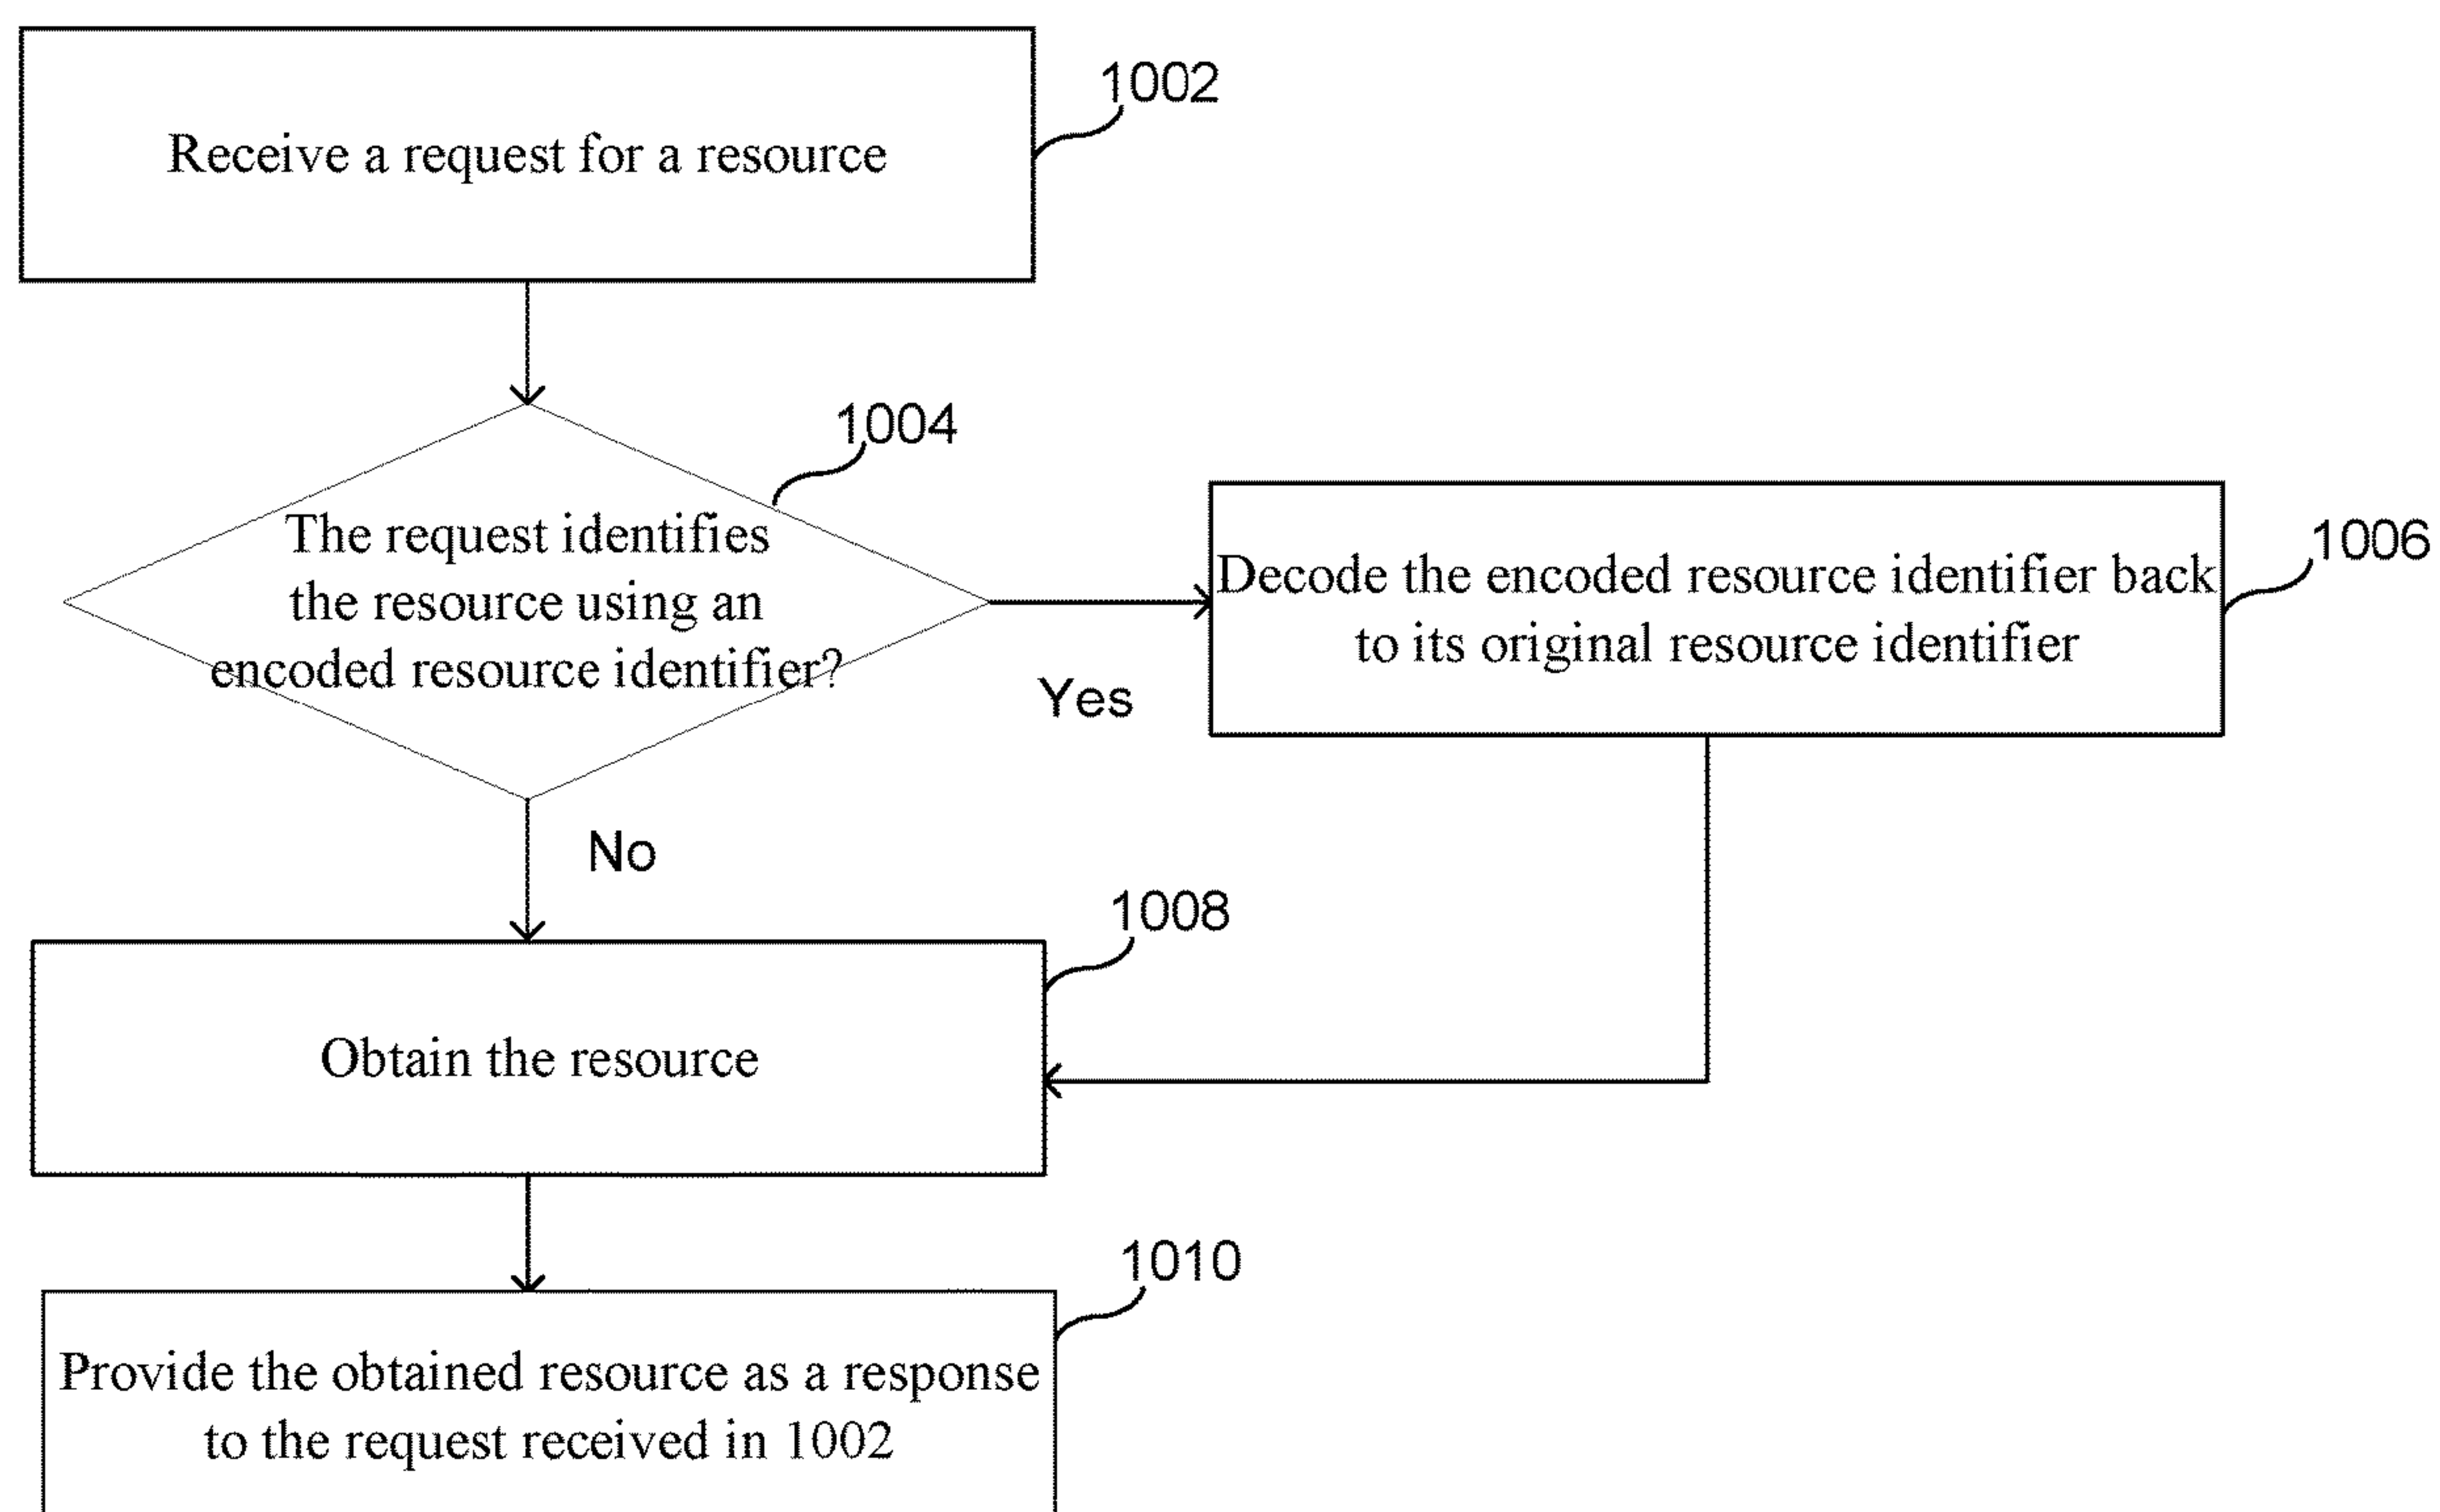 1002
Receive a request for a resource
1004
The request identifies
the resource using an
encoded resource identifier?
Yes
1006
Decode the encoded resource identifier back
to its original resource identifier
No
1008
Obtain the resource
1010
Provide the obtained resource as a response
to the request received in 1002